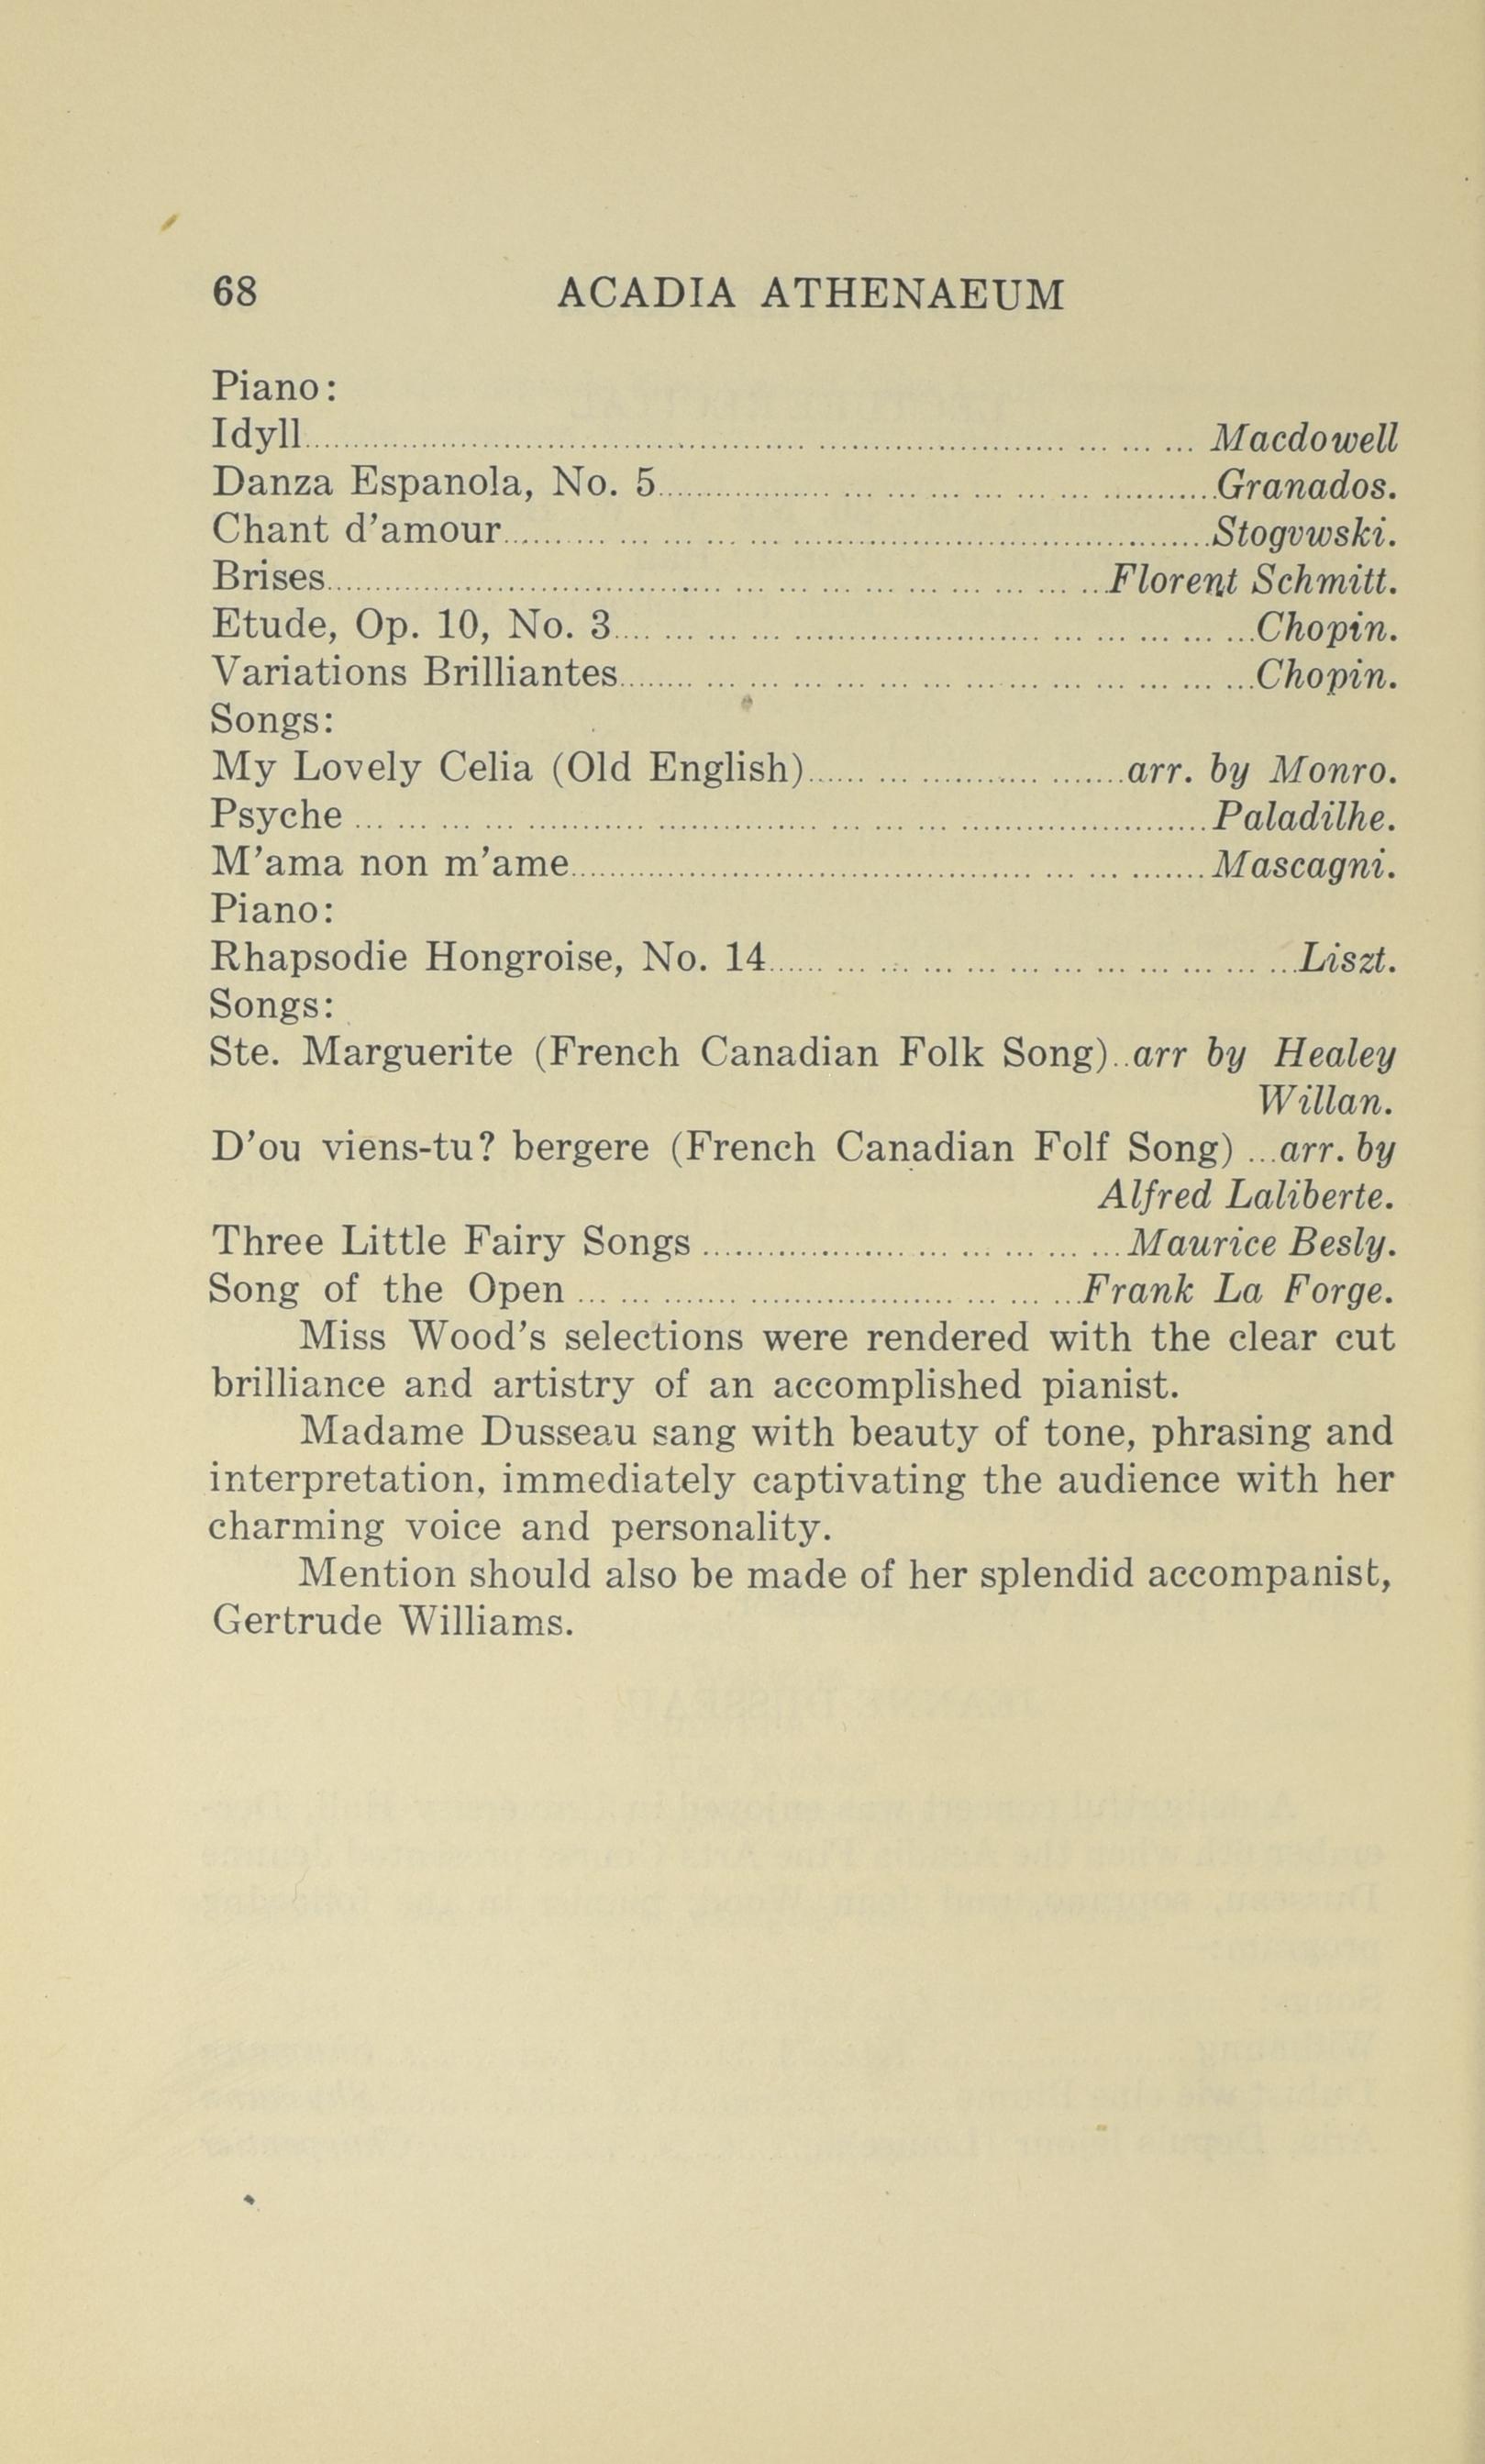 68 ACADIA ATHENAEUM
Piano:
Idyll........................ Macdowell
Danza Espanola, No. 5........................Granados.
Chant d'amour........................Stogvwski.
Brises........................Florent Schmitt.
Etude, Op. 10, No. 3........................Chopin.
Variations Brilliantes........................Chopin.
Songs:
My Lovely Celia (Old English)........................arr. by Monro.
Psyche ........................ Paladilhe.
M'ama non m'ame........................ Mascagni.
Piano:
Rhapsodie Hongroise, No. 14........................Liszt.
Songs:
Ste. Marguerite (French Canadian Folk Song)..arr by Healey
Willan.
D'ou viens-tu? bergere (French Canadian Folf Song) ...arr. by
Alfred Laliberte.
Three Little Fairy Songs ........................ Maurice Besly.
Song of the Open ........................Frank La Forge.
Miss Wood's selections were rendered with the clear cut
brilliance and artistry of an accomplished pianist.
Madame Dusseau sang with beauty of tone, phrasing and
interpretation, immediately captivating the audience with her
charming voice and personality.
Mention should also be made of her splendid accompanist,
Gertrude Williams.